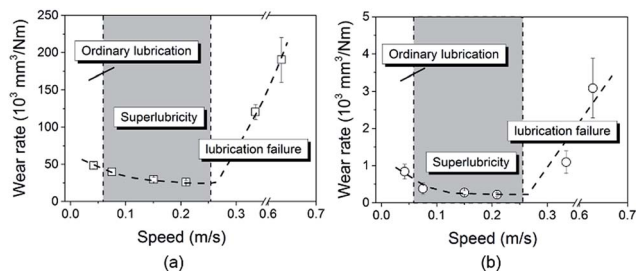 250
200
150
100
50
0
Wear rate (10³ mm³/Nm)
Ordinary lubrication
Superlubricity
lubrication failure
0.0 0.1 0.2 0.3 0.6 0.7
Speed (m/s)
(a)
5
4
3
2
1
0
Wear rate (10³ mm³/Nm)
Ordinary lubrication
lubrication failure
Superlubricity
0.0 0.1 0.2 0.3 0.6 0.7
Speed (m/s)
(b)